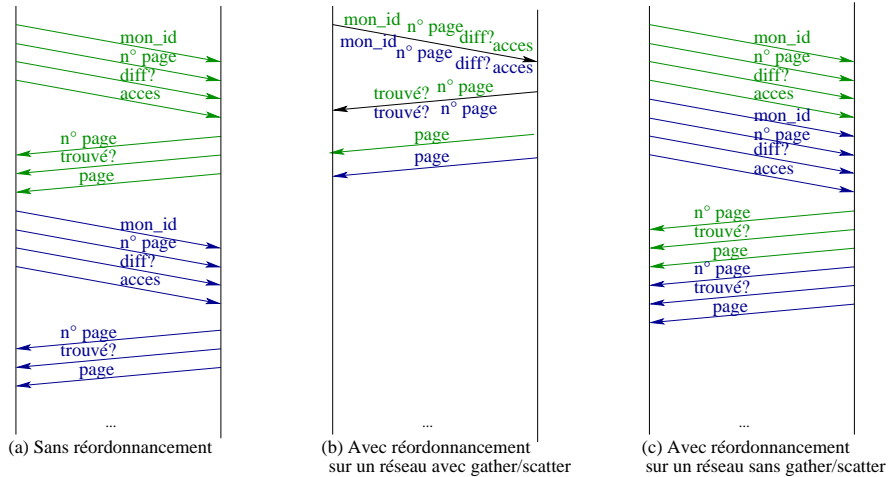 mon_id
n° page
diff?
acces
n° page
trouvé?
page
mon_id
n° page
diff?
acces
n° page
trouvé?
page
...
(a) Sans réordonnancement
mon_id n° page diff? acces
mon_id n° page diff? acces
trouvé? n° page
trouvé? n° page
page
page
...
(b) Avec réordonnancement
sur un réseau avec gather/scatter
mon_id
n° page
diff?
acces
mon_id
n° page
diff?
acces
n° page
trouvé?
page
n° page
trouvé?
page
...
(c) Avec réordonnancement
sur un réseau sans gather/scatter